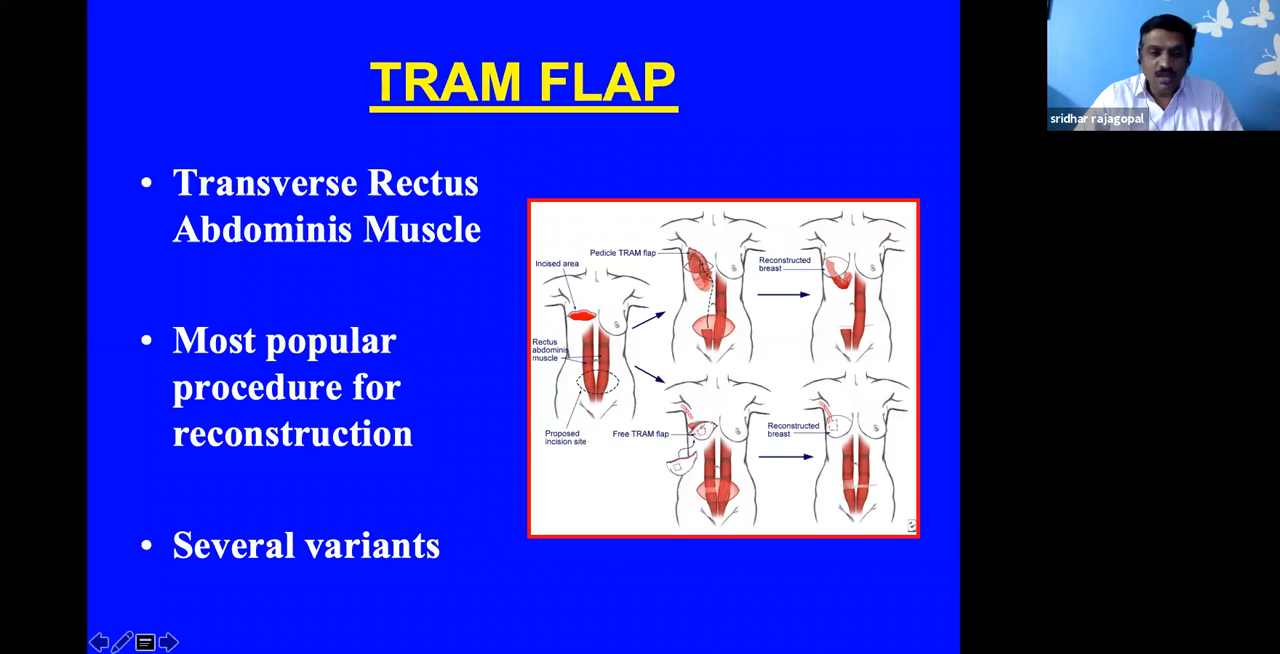 TRAM FLAP
• Transverse Rectus
Abdominis Muscle
• Most popular
procedure for
reconstruction
• Several variants
Incised area
Rectus
abdominis
muscle
Proposed
incision site
Pedicle TRAM flap
Reconstructed
breast
Free TRAM flap
Reconstructed
breast
sridhar rajagopal